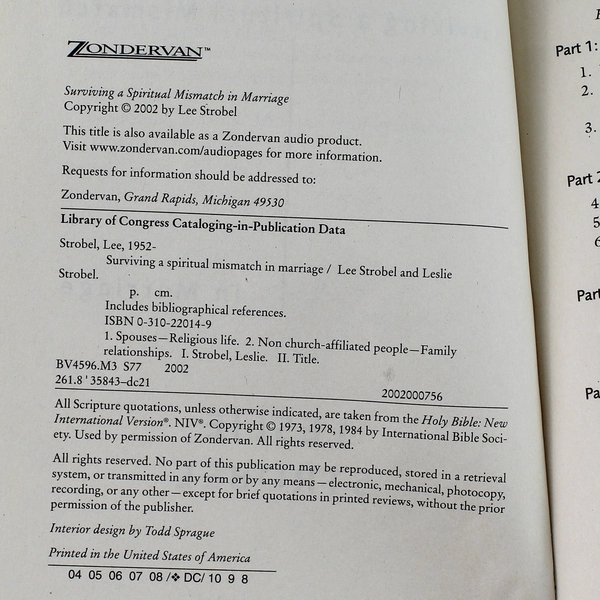 ZONDERVAN™
Surviving a Spiritual Mismatch in Marriage
Copyright © 2002 by Lee Strobel
This title is also available as a Zondervan audio product.
Visit www.zondervan.com/audiopages for more information.
Requests for information should be addressed to:
Zondervan, Grand Rapids, Michigan 49530
Library of Congress Cataloging-in-Publication Data
Strobel, Lee, 1952-
Surviving a spiritual mismatch in marriage / Lee Strobel and Leslie
Strobel.
p. cm.
Includes bibliographical references.
ISBN 0-310-22014-9
1. Spouses—Religious life. 2. Non church-affiliated people—Family
relationships. I. Strobel, Leslie. II. Title.
BV4596.M3 S77 2002
261.8'35843–dc21
2002000756
All Scripture quotations, unless otherwise indicated, are taken from the Holy Bible: New
International Version®. NIV®. Copyright © 1973, 1978, 1984 by International Bible Soci-
ety. Used by permission of Zondervan. All rights reserved.
All rights reserved. No part of this publication may be reproduced, stored in a retrieval
system, or transmitted in any form or by any means—electronic, mechanical, photocopy,
recording, or any other—except for brief quotations in printed reviews, without the prior
permission of the publisher.
Interior design by Todd Sprague
Printed in the United States of America
04 05 06 07 08 /❖ DC/ 10 9 8
Part 1:
1.
2.
3.
Part 2
4
5
6
Part
Pa